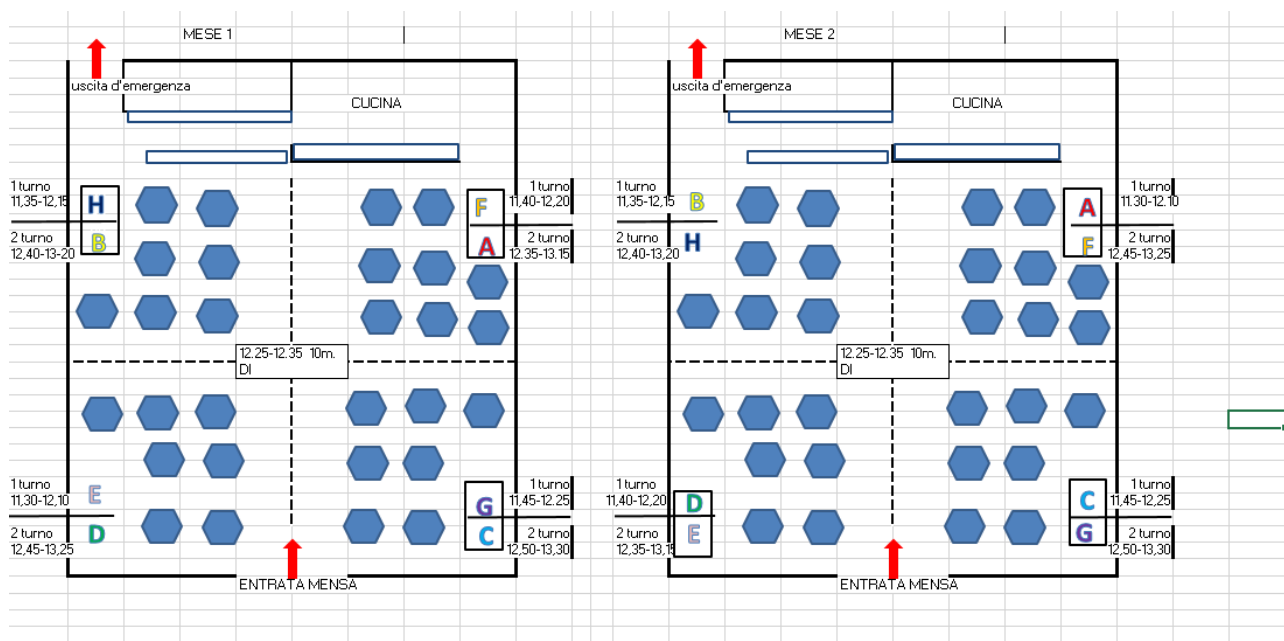 MESE 1
uscita d'emergenza
CUCINA
1 turno
11,35-12,15
H
B
2 turno
12,40-13-20
F
A
1 turno
11,40-12,20
2 turno
12.35-13.15
12.25-12.35 10m.
DI
1 turno
11,30-12,10
E
D
2 turno
12,45-13,25
G
C
1 turno
11,45-12.25
2 turno
12,50-13,30
ENTRATA MENSA
MESE 2
uscita d'emergenza
CUCINA
1 turno
11,35-12,15
B
H
2 turno
12,40-13,20
A
F
1 turno
11.30-12.10
2 turno
12,45-13,25
12.25-12.35 10m.
DI
1 turno
11,40-12,20
D
E
2 turno
12,35-13,15
C
G
1 turno
11,45-12,25
2 turno
12,50-13,30
ENTRATA MENSA